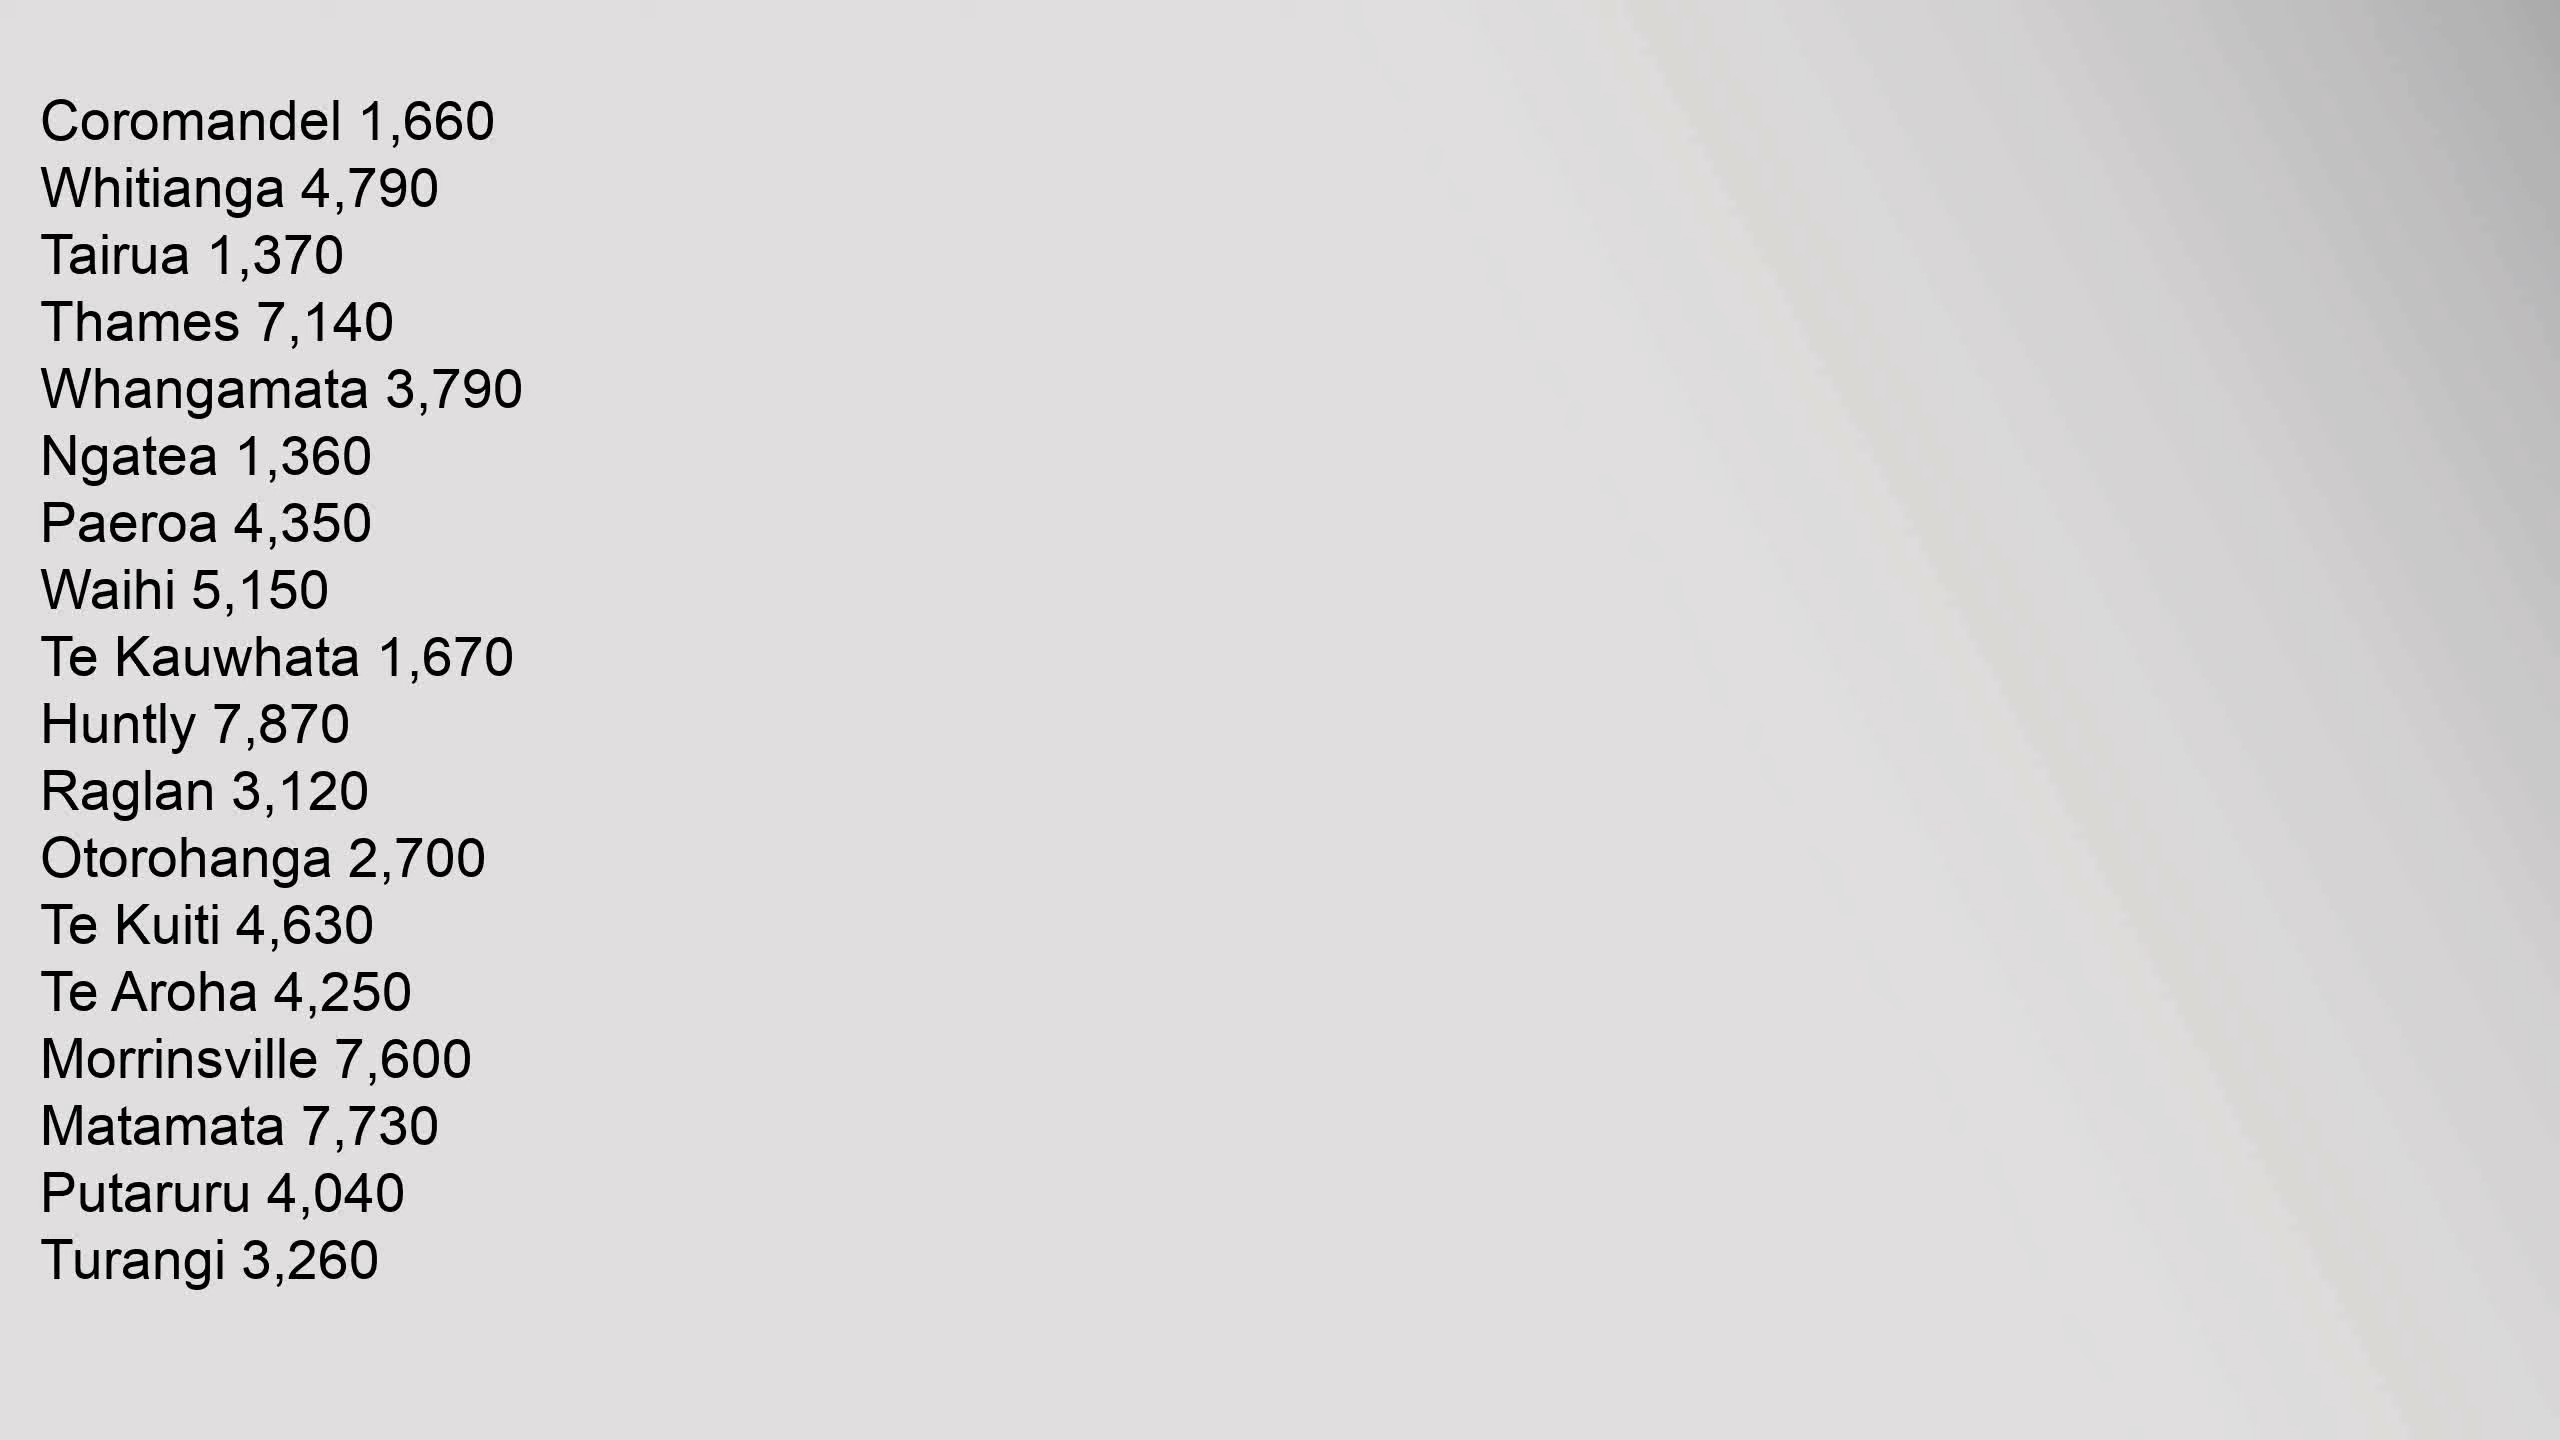 Coromandel 1,660
Whitianga 4,790
Tairua 1,370
Thames 7,140
Whangamata 3,790
Ngatea 1,360
Paeroa 4,350
Waihi 5,150
Te Kauwhata 1,670
Huntly 7,870
Raglan 3,120
Otorohanga 2,700
Te Kuiti 4,630
Te Aroha 4,250
Morrinsville 7,600
Matamata 7,730
Putaruru 4,040
Turangi 3,260